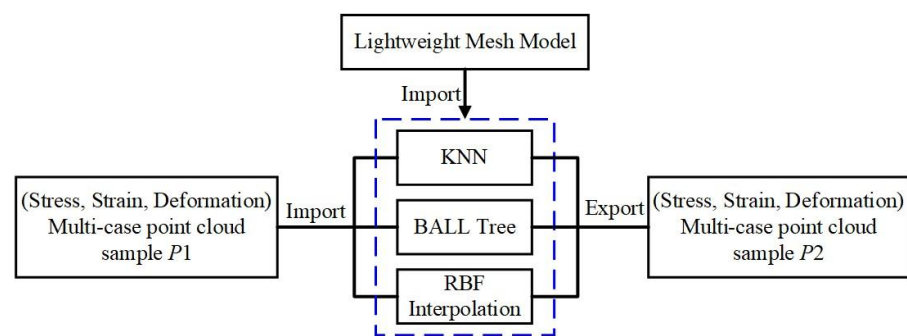 Lightweight Mesh Model
Import
KNN
(Stress, Strain, Deformation)
Multi-case point cloud
sample P1
Import
BALL Tree
Export
(Stress, Strain, Deformation)
Multi-case point cloud
sample P2
RBF
Interpolation